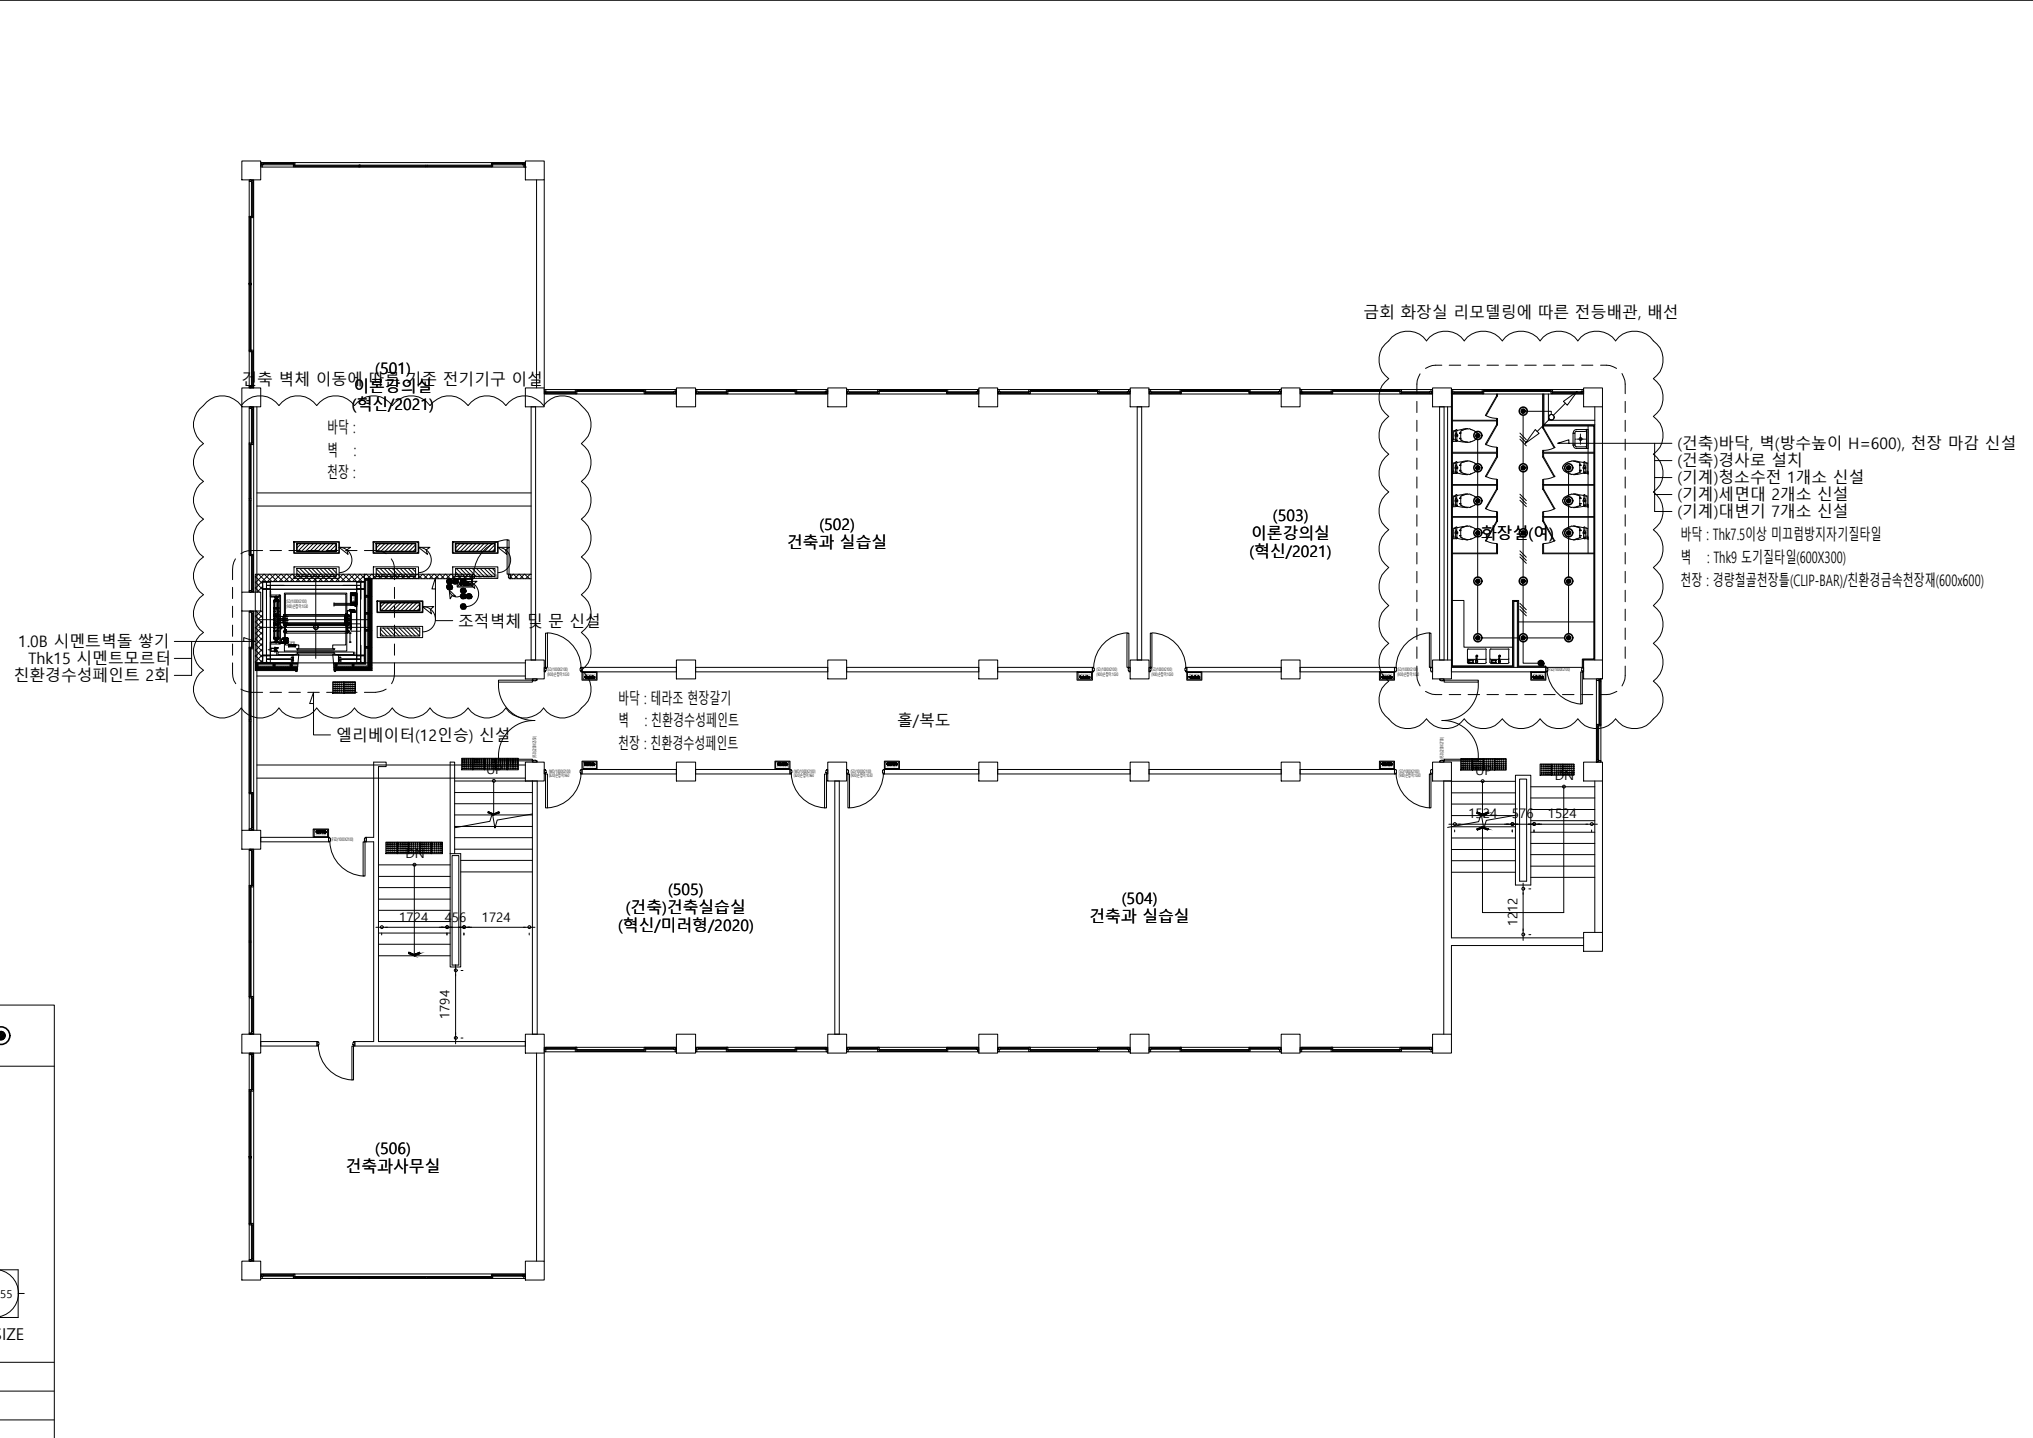 금회 화장실 리모델링에 따른 전등배관, 배선
(501)
건축 벽체 이동에 따른 기존 전기기구 이설
이론강의실
(혁신/2021)
바닥 :
벽 :
천장 :
(502)
건축과 실습실
(503)
이론강의실
(혁신/2021)
화장실(여)
(건축)바닥, 벽(방수높이 H=600), 천장 마감 신설
(건축)경사로 설치
(기계)청소수전 1개소 신설
(기계)세면대 2개소 신설
(기계)대변기 7개소 신설
바닥 : Thk7.5이상 미끄럼방지자기질타일
벽 : Thk9 도기질타일(600X300)
천장 : 경량철골천장틀(CLIP-BAR)/친환경금속천장재(600x600)
조적벽체 및 문 신설
1.0B 시멘트벽돌 쌓기
Thk15 시멘트모르터
친환경수성페인트 2회
엘리베이터(12인승) 신설
바닥 : 테라조 현장갈기
벽 : 친환경수성페인트
천장 : 친환경수성페인트
홀/복도
UP
DN
1724 456 1724
1794
UP
DN
1524 576 1524
1212
(505)
(건축)건축실습실
(혁신/미러형/2020)
(504)
건축과 실습실
(506)
건축과사무실
55
SIZE